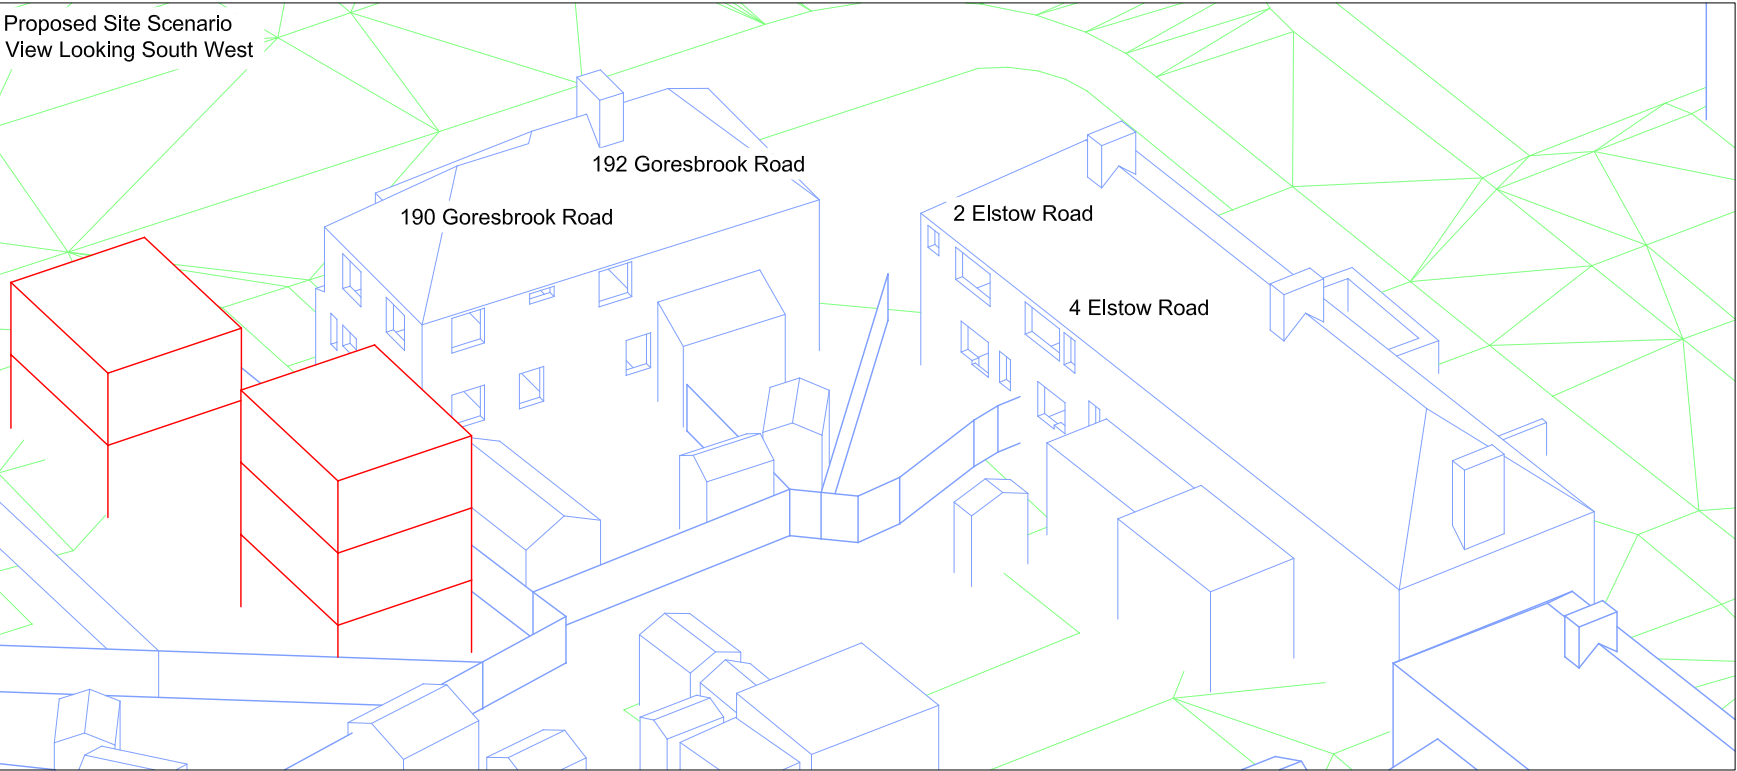 Proposed Site Scenario
View Looking South West
192 Goresbrook Road
190 Goresbrook Road
2 Elstow Road
4 Elstow Road